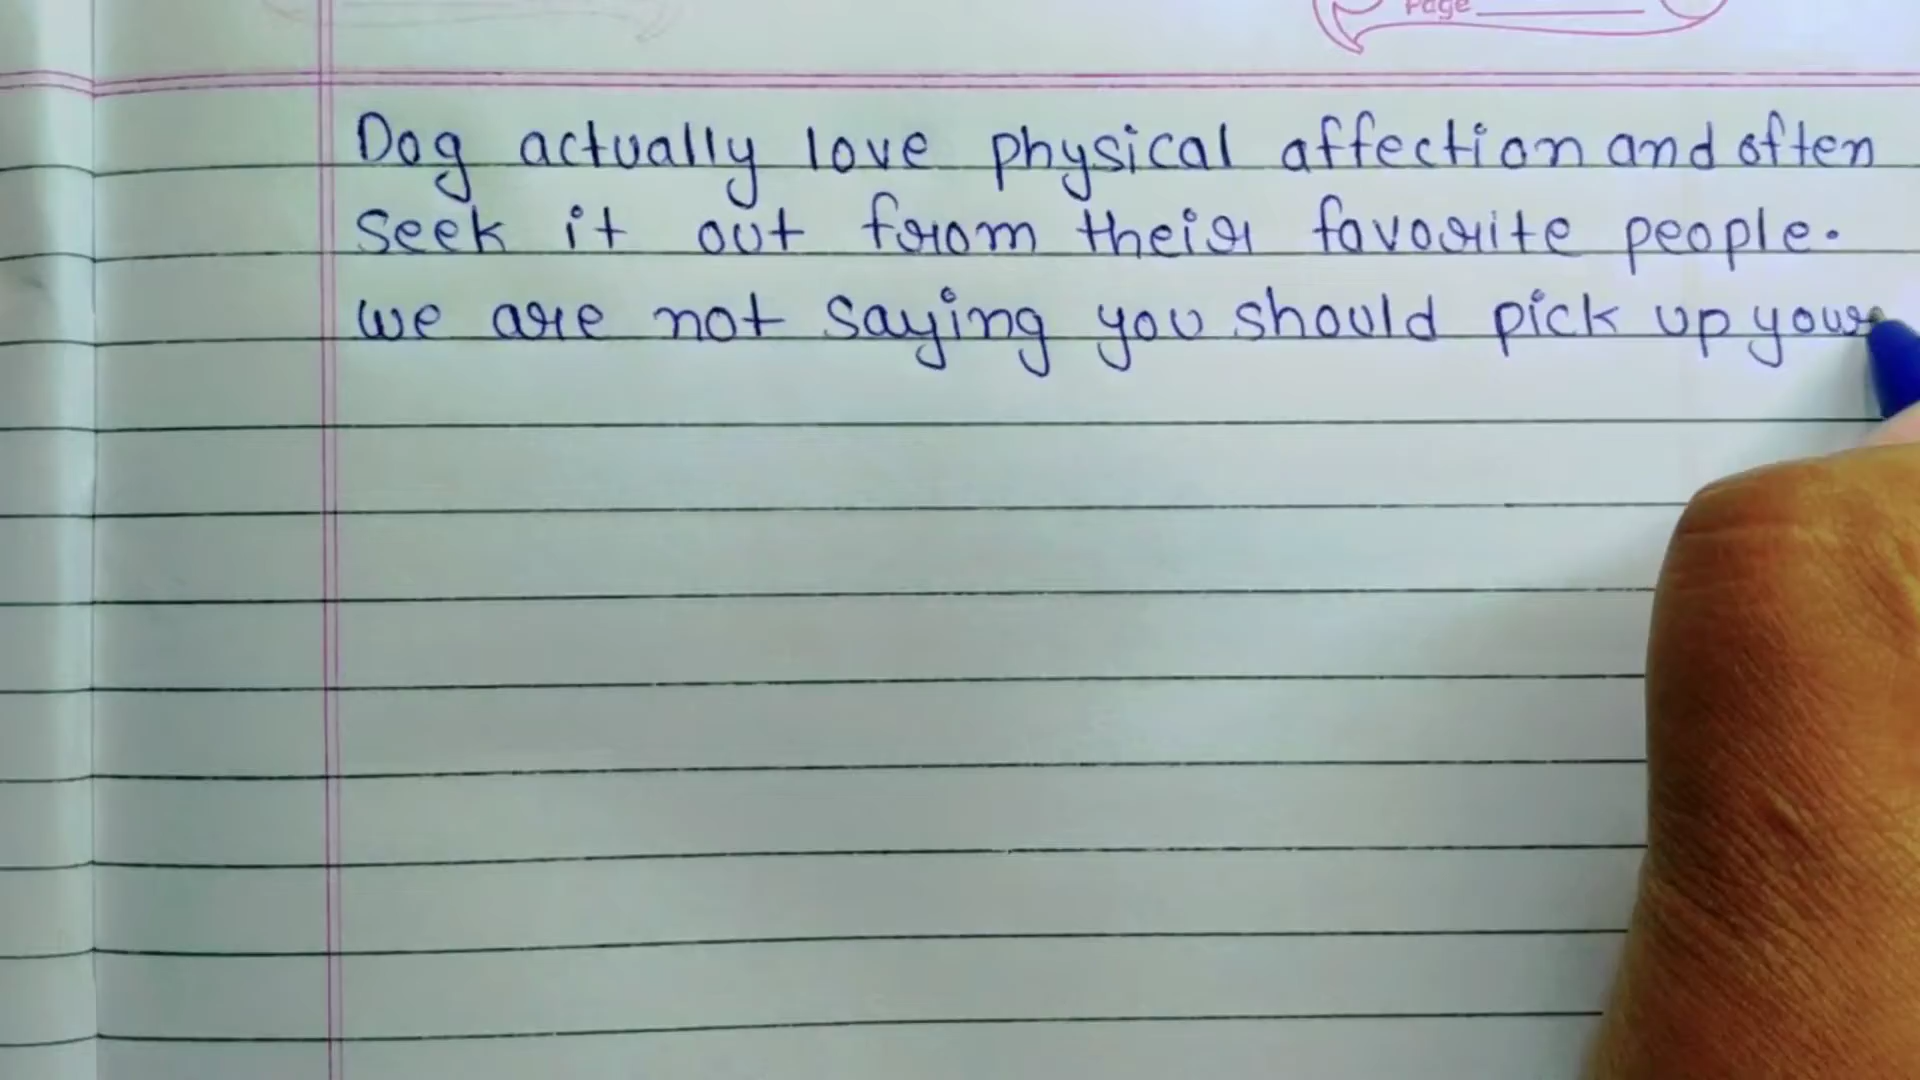 Page
Dog actually love physical affection and often
seek it out from their favorite people.
we are not saying you should pick up your